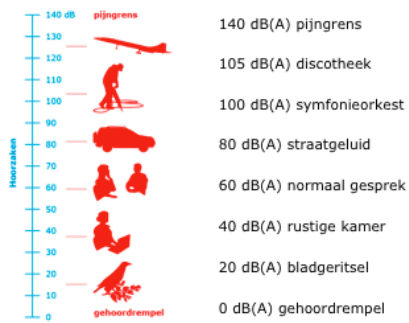 140 dB
pijngrens
130
120
110
100
90
80
70
60
50
40
30
20
10
0
gehoordrempel
Hoorzaken
140 dB(A) pijngrens
105 dB(A) discotheek
100 dB(A) symfonieorkest
80 dB(A) straatgeluid
60 dB(A) normaal gesprek
40 dB(A) rustige kamer
20 dB(A) bladgeritsel
0 dB(A) gehoordrempel